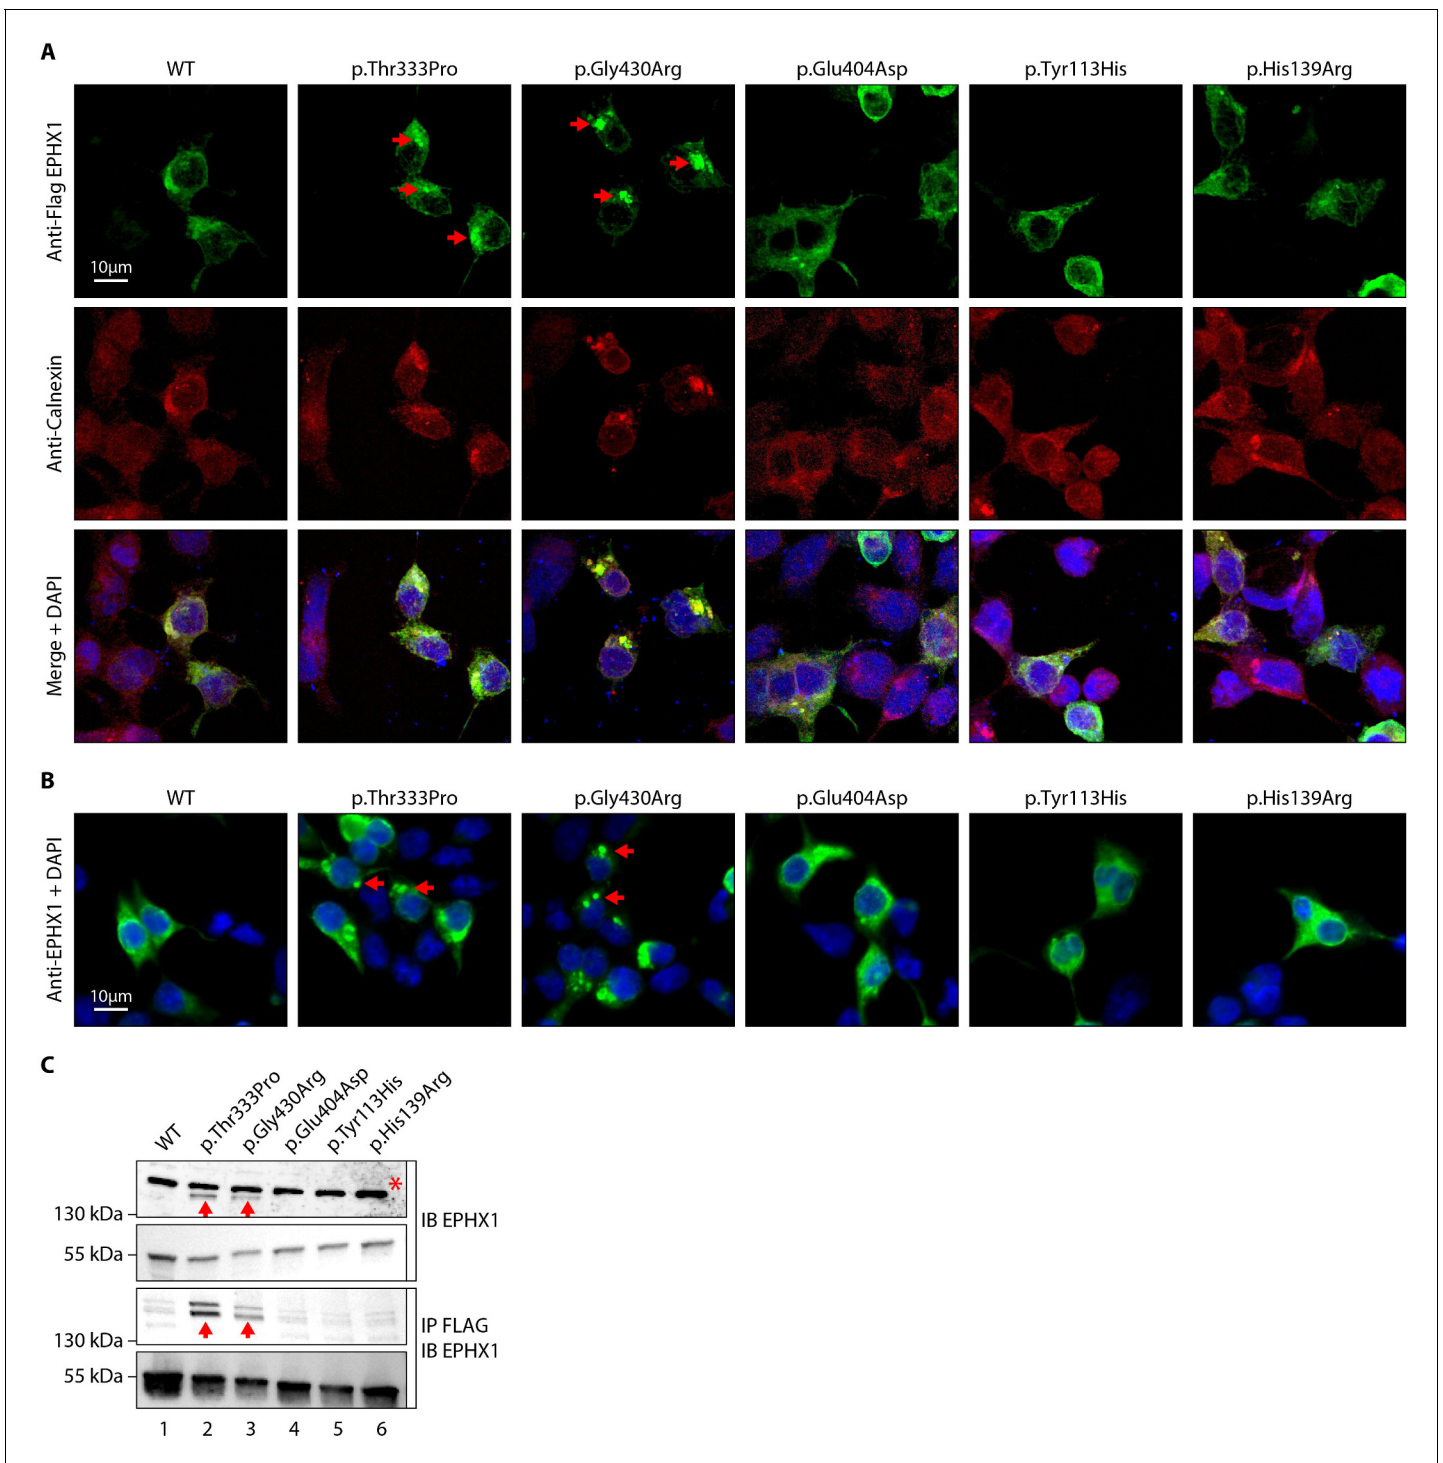 A
WT p.Thr333Pro p.Gly430Arg p.Glu404Asp p.Tyr113His p.His139Arg
Anti-Flag EPHX1
10μm
Anti-Calnexin
Merge + DAPI
B
WT p.Thr333Pro p.Gly430Arg p.Glu404Asp p.Tyr113His p.His139Arg
Anti-EPHX1 + DAPI
10μm
C
WT p.Thr333Pro p.Gly430Arg p.Glu404Asp p.Tyr113His p.His139Arg
*
130 kDa
IB EPHX1
55 kDa
IP FLAG
130 kDa
IB EPHX1
55 kDa
1 2 3 4 5 6